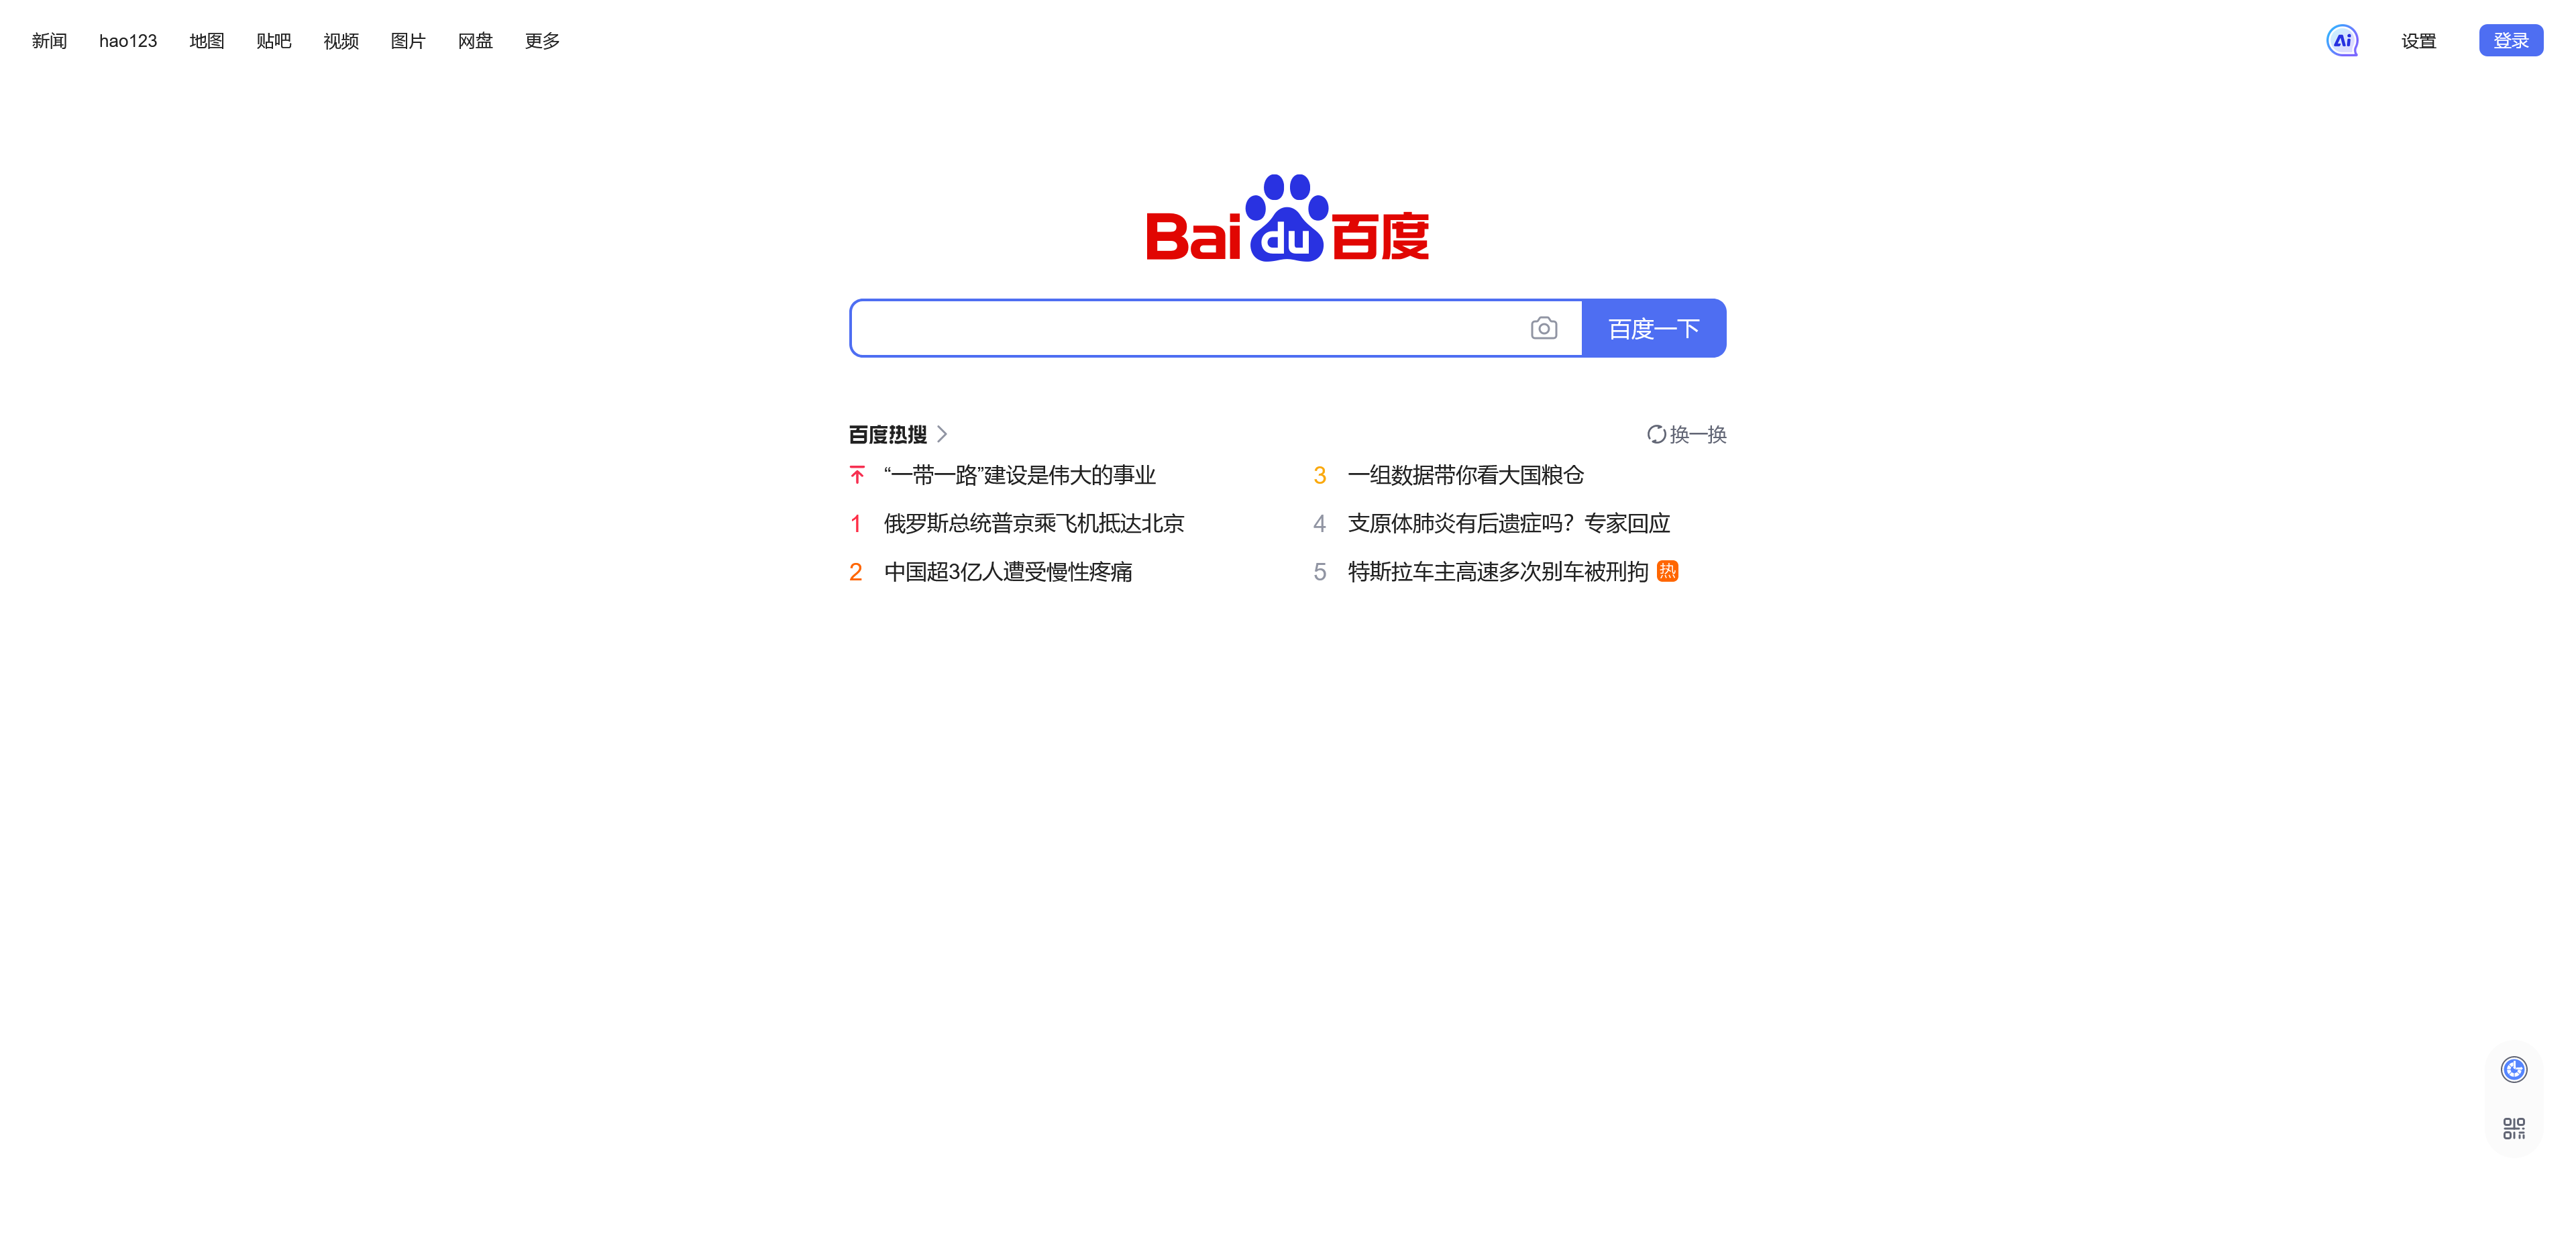 新闻 hao123 地图 贴吧 视频 图片 网盘 更多
Ai 设置 登录
Bai du 百度
百度一下
百度热搜
换一换
“一带一路”建设是伟大的事业
1 俄罗斯总统普京乘飞机抵达北京
2 中国超3亿人遭受慢性疼痛
3 一组数据带你看大国粮仓
4 支原体肺炎有后遗症吗？专家回应
5 特斯拉车主高速多次别车被刑拘 热